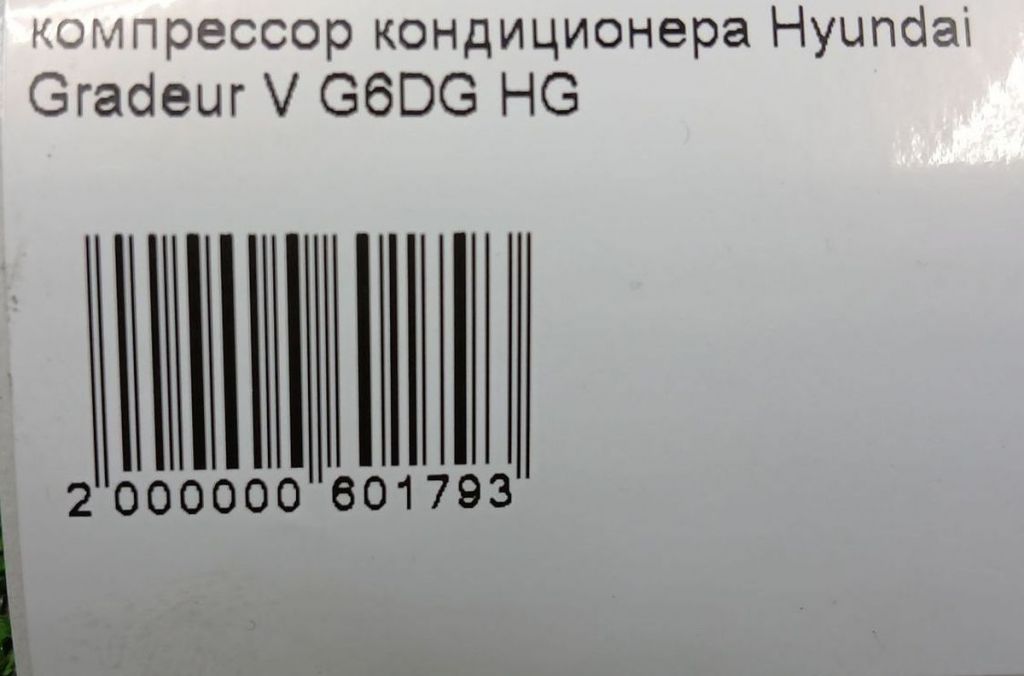 компрессор кондиционера Hyundai
Gradeur V G6DG HG
2 000000 601793